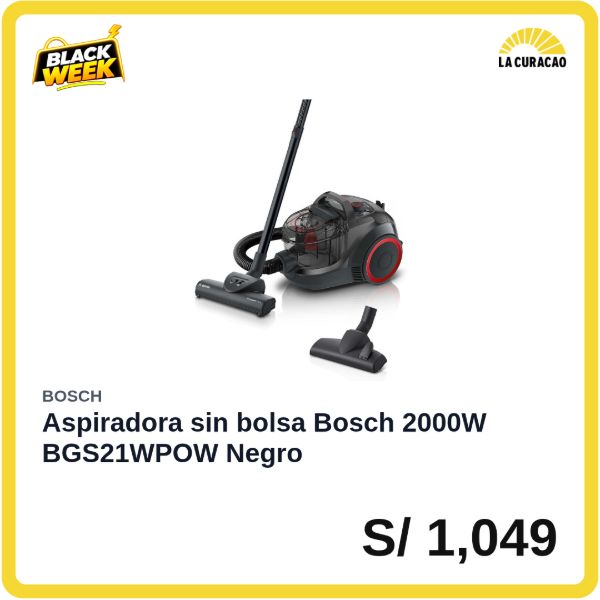 BLACK
WEEK
LA CURACAO
BOSCH
Aspiradora sin bolsa Bosch 2000W
BGS21WPOW Negro
S/ 1,049